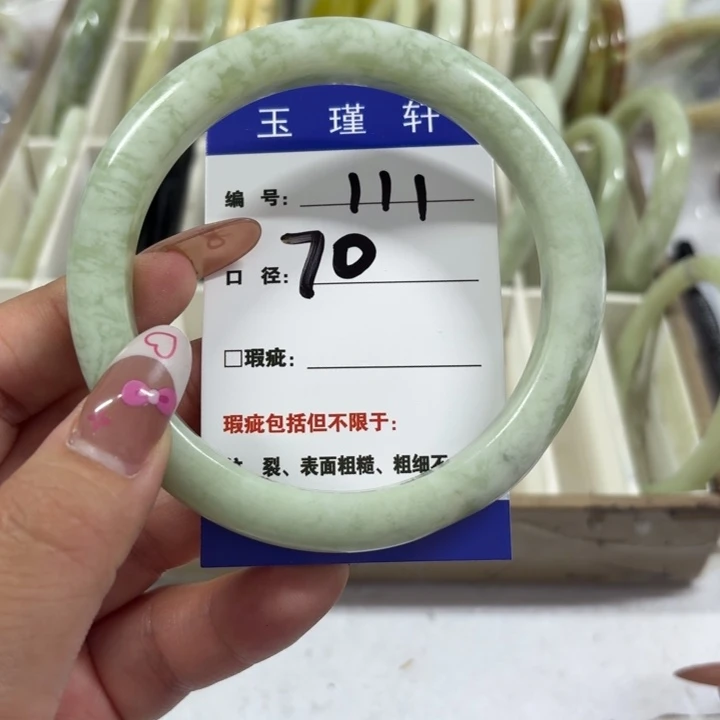 玉瑾轩
编号: 111
口径: 70
□瑕疵:
瑕疵包括但不限于:
裂、表面粗糙、粗细不